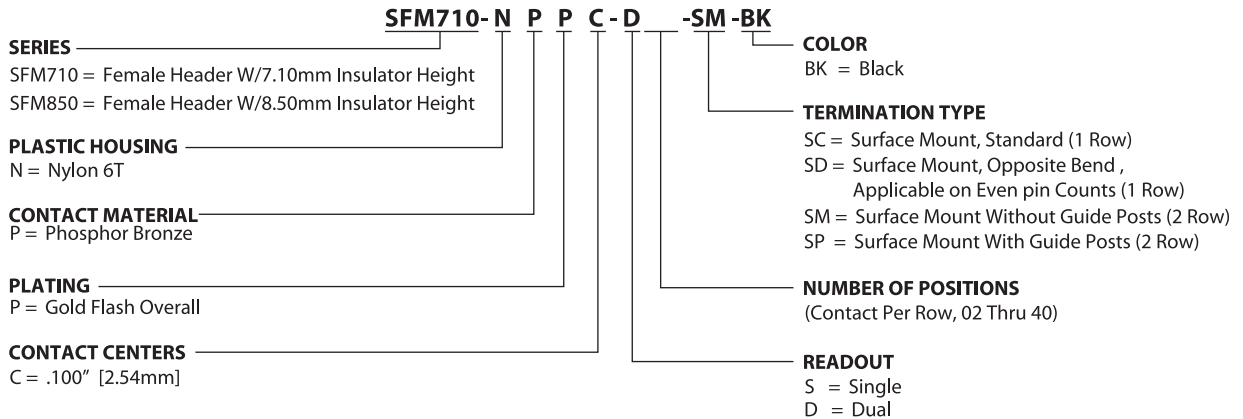 SFM710-N P P C-D -SM-BK
SERIES
SFM710 = Female Header W/7.10mm Insulator Height
SFM850 = Female Header W/8.50mm Insulator Height
PLASTIC HOUSING
N = Nylon 6T
CONTACT MATERIAL
P = Phosphor Bronze
PLATING
P = Gold Flash Overall
CONTACT CENTERS
C = .100" [2.54mm]
COLOR
BK = Black
TERMINATION TYPE
SC = Surface Mount, Standard (1 Row)
SD = Surface Mount, Opposite Bend ,
Applicable on Even pin Counts (1 Row)
SM = Surface Mount Without Guide Posts (2 Row)
SP = Surface Mount With Guide Posts (2 Row)
NUMBER OF POSITIONS
(Contact Per Row, 02 Thru 40)
READOUT
S = Single
D = Dual